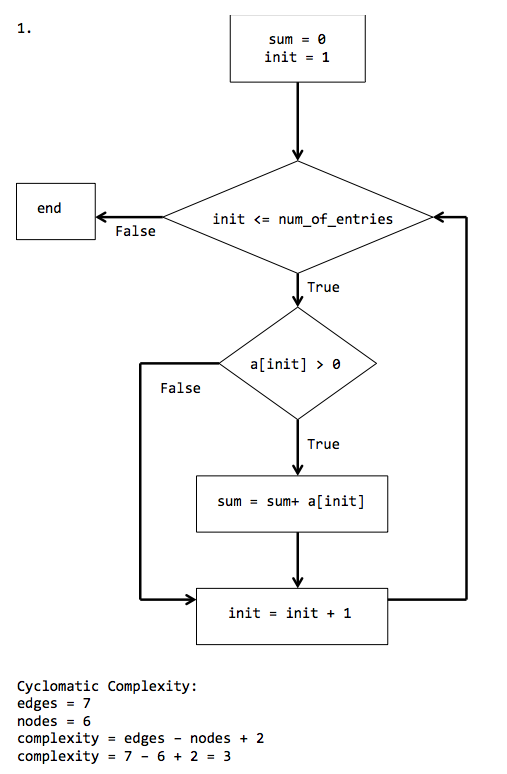 1.
sum = 0
init = 1
init <= num_of_entries
end
False
True
a[init] > 0
False
True
sum = sum+ a[init]
init = init + 1
Cyclomatic Complexity:
edges = 7
nodes = 6
complexity = edges - nodes + 2
complexity = 7 - 6 + 2 = 3